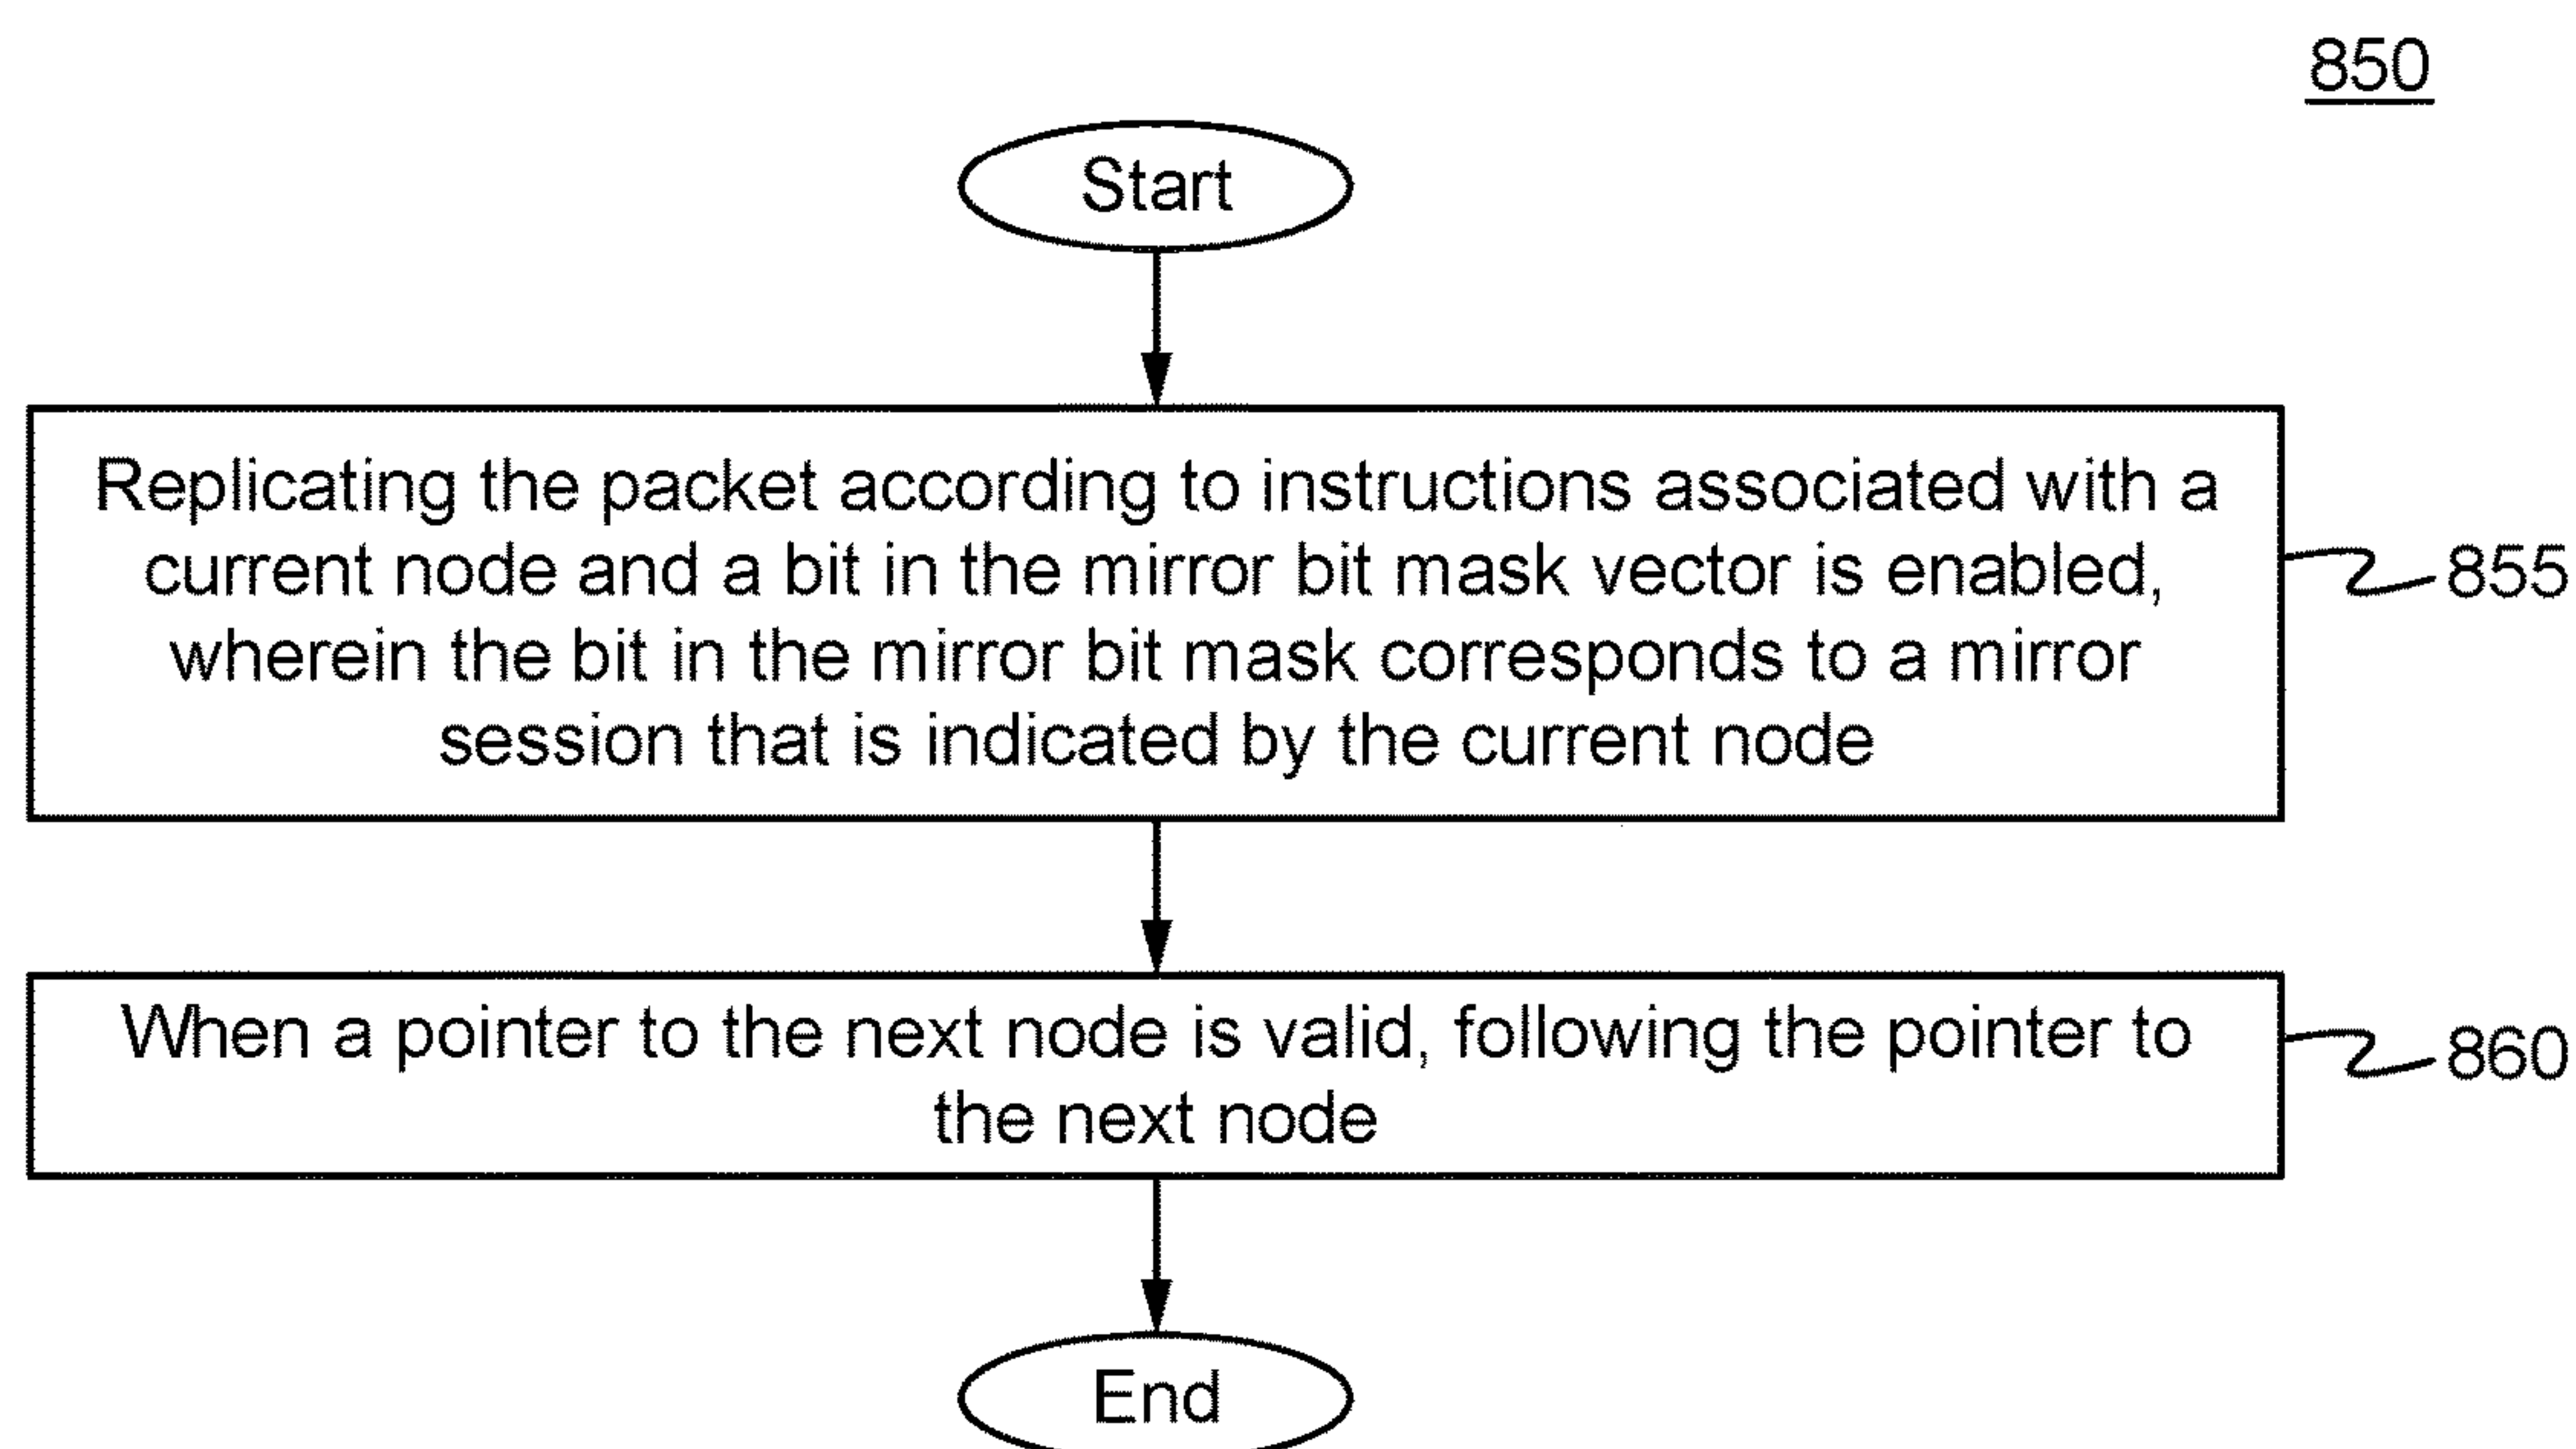 850
Start
Replicating the packet according to instructions associated with a
current node and a bit in the mirror bit mask vector is enabled,
wherein the bit in the mirror bit mask corresponds to a mirror
session that is indicated by the current node
855
When a pointer to the next node is valid, following the pointer to
the next node
860
End